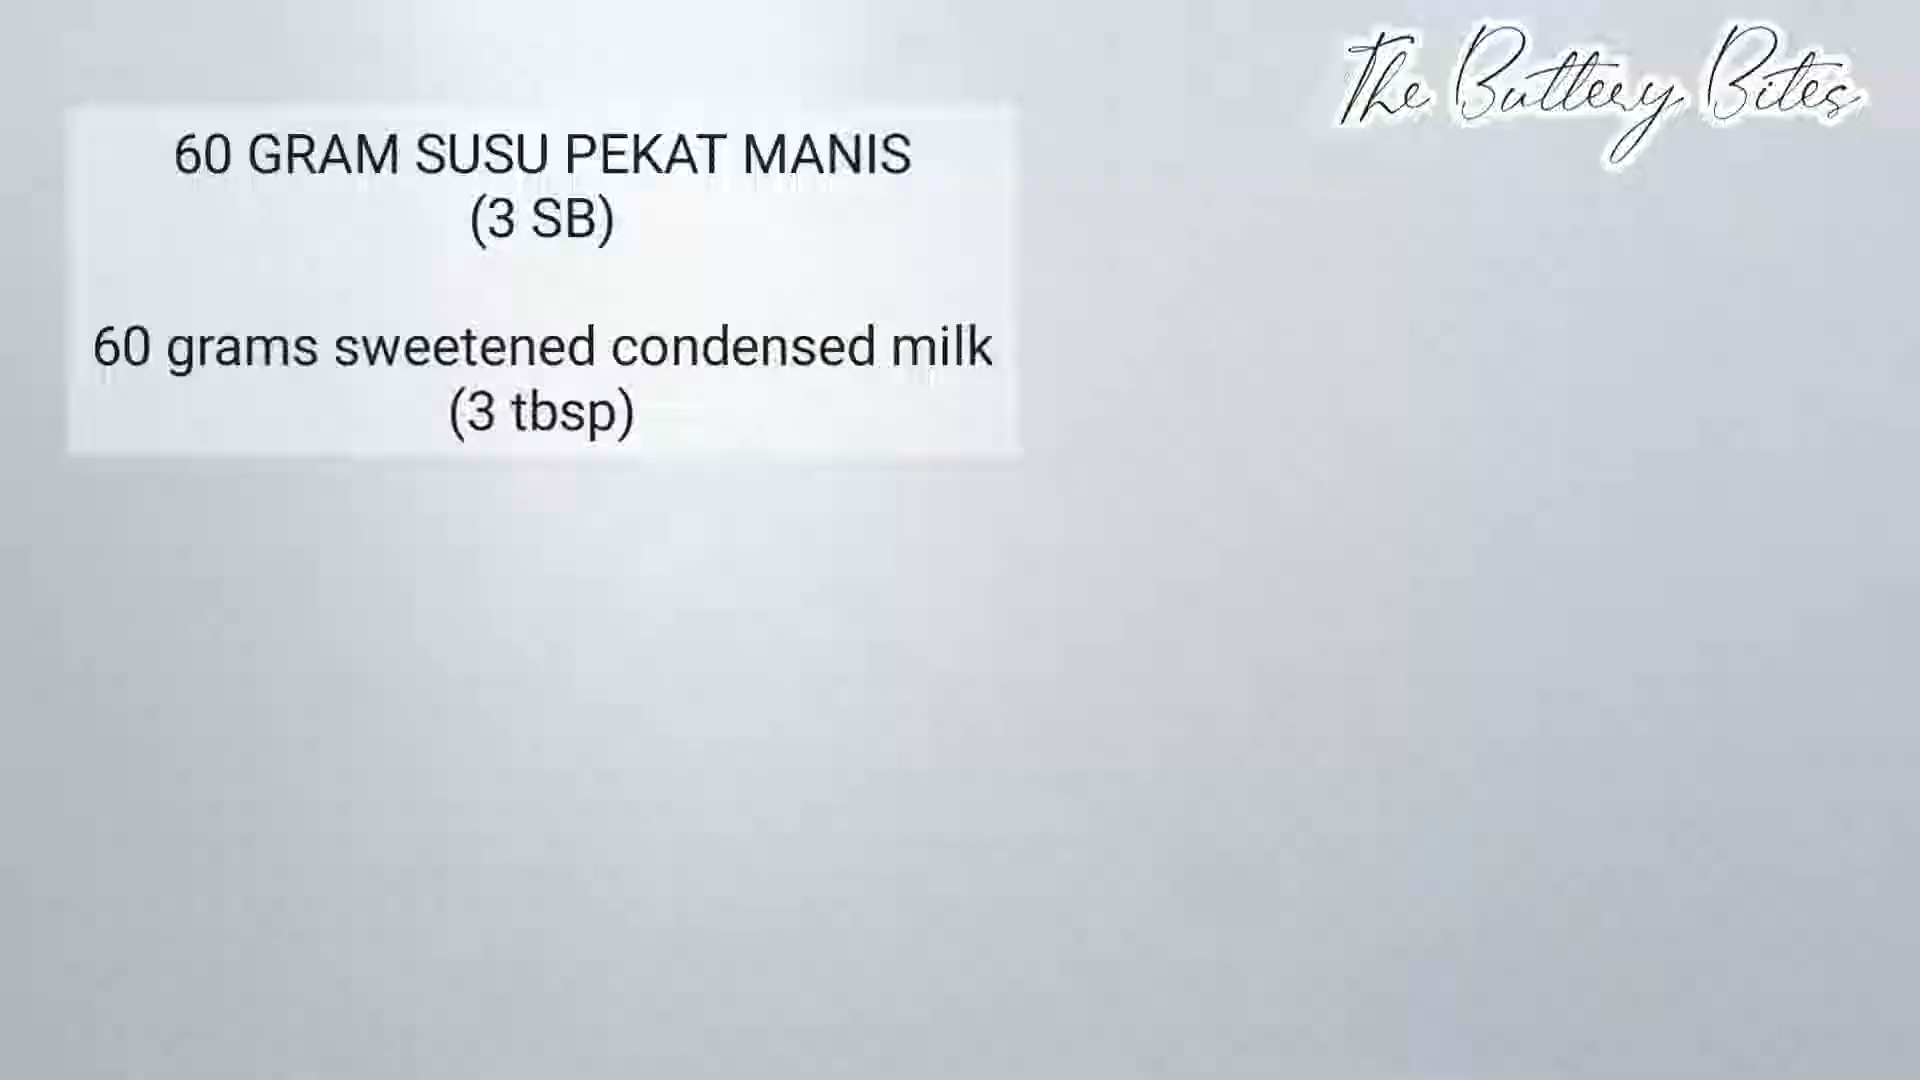 The Buttery Bites
60 GRAM SUSU PEKAT MANIS
(3 SB)
60 grams sweetened condensed milk
(3 tbsp)